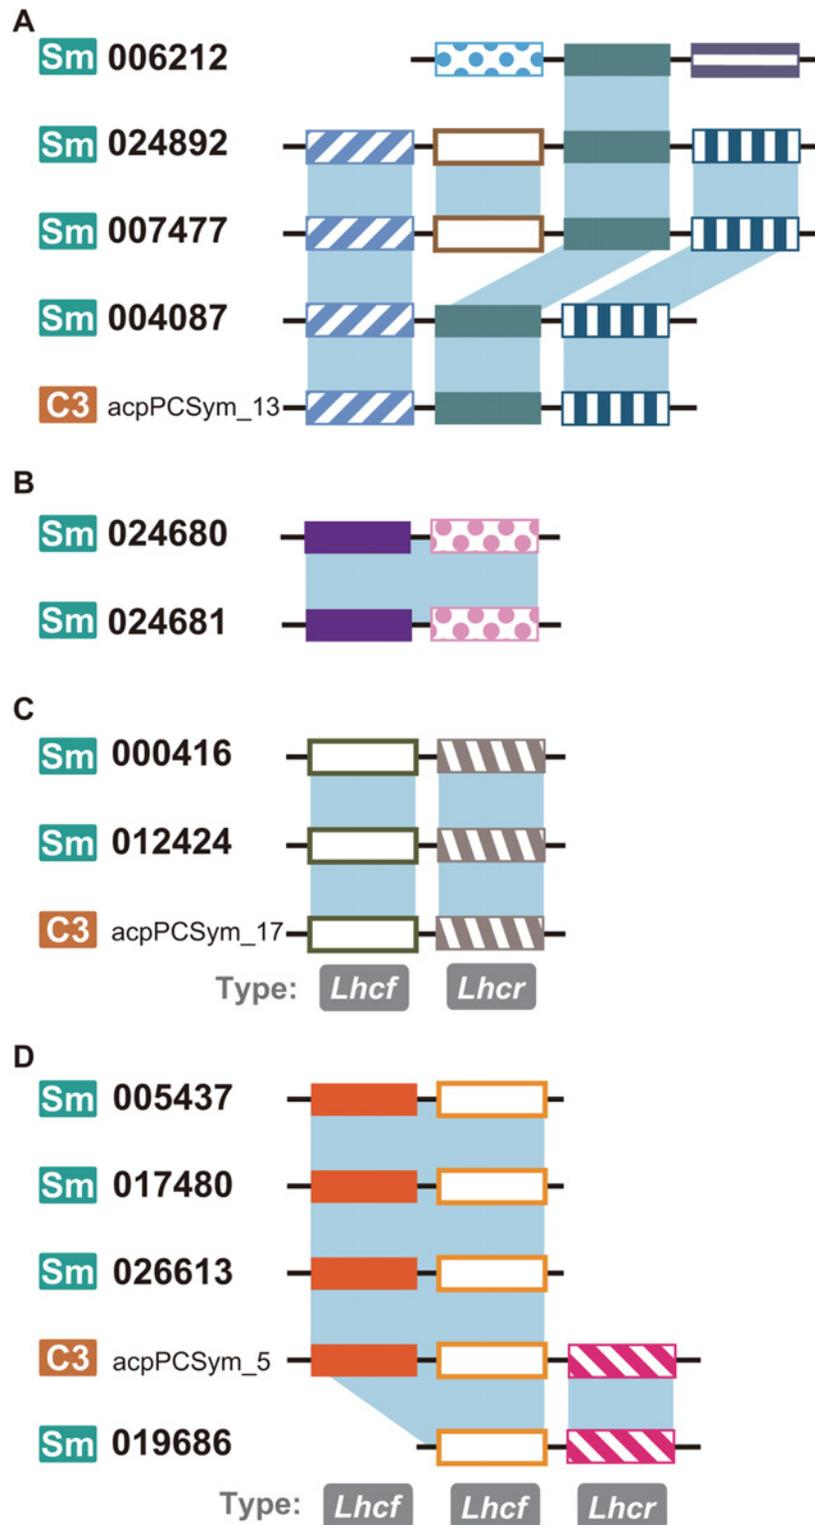 A
Sm 006212
Sm 024892
Sm 007477
Sm 004087
C3 acpPCSym_13
B
Sm 024680
Sm 024681
C
Sm 000416
Sm 012424
C3 acpPCSym_17
Type: Lhcf Lhcr
D
Sm 005437
Sm 017480
Sm 026613
C3 acpPCSym_5
Sm 019686
Type: Lhcf Lhcf Lhcr